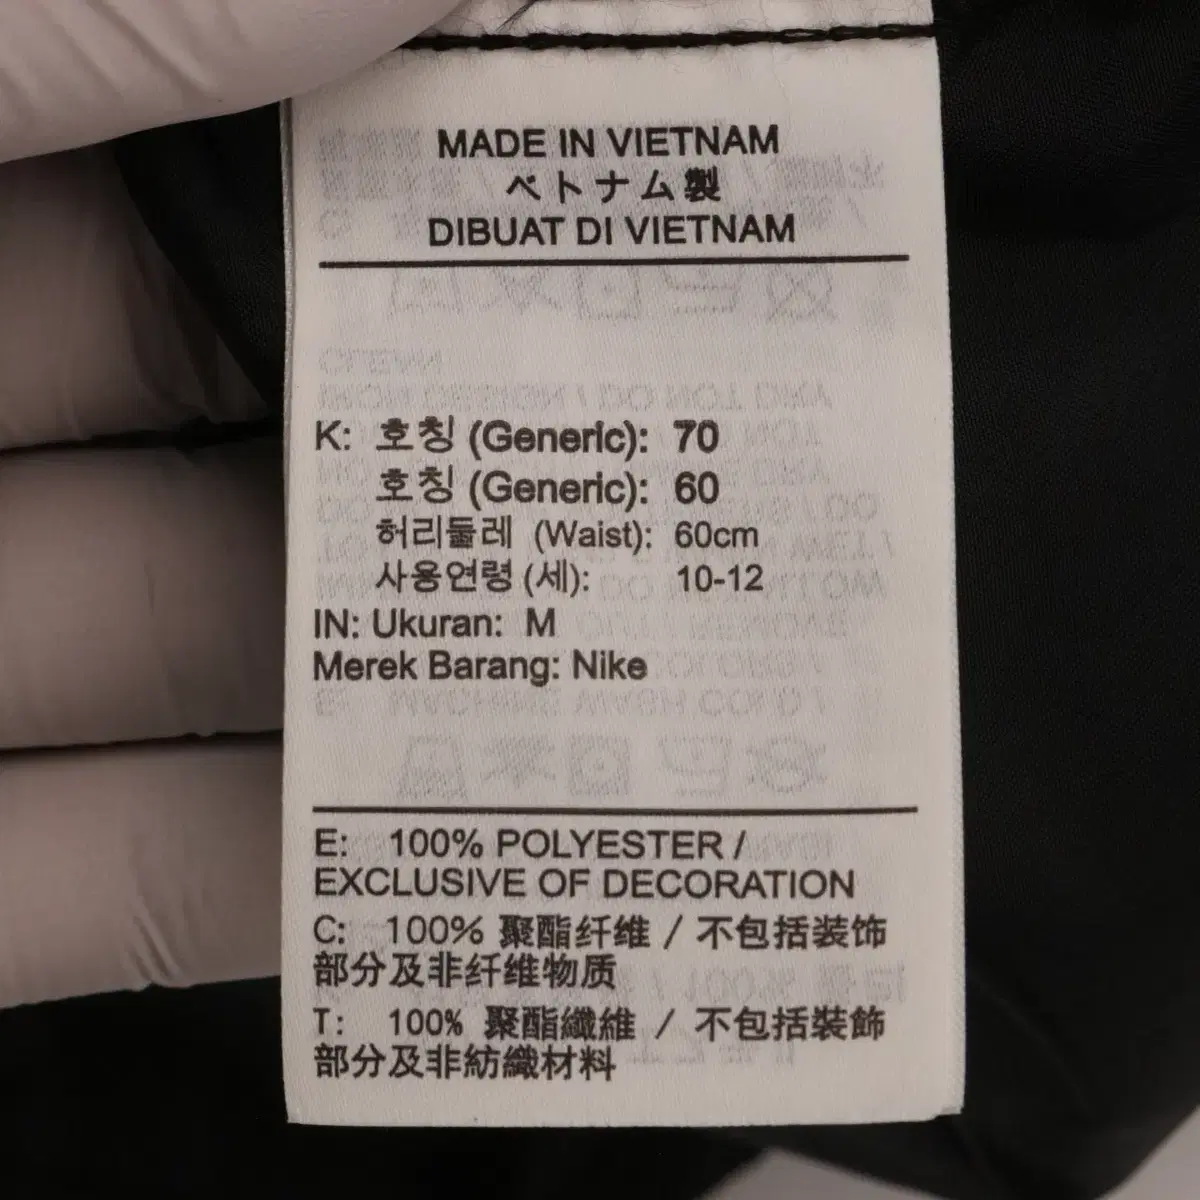 MADE IN VIETNAM
ベトナム製
DIBUAT DI VIETNAM
K: 호칭 (Generic): 70
호칭 (Generic): 60
허리둘레 (Waist): 60cm
사용연령 (세): 10-12
IN: Ukuran: M
Merek Barang: Nike
E: 100% POLYESTER /
EXCLUSIVE OF DECORATION
C: 100% 聚酯纤维 / 不包括装饰
部分及非纤维物质
T: 100% 聚酯纖維 / 不包括裝飾
部分及非紡織材料